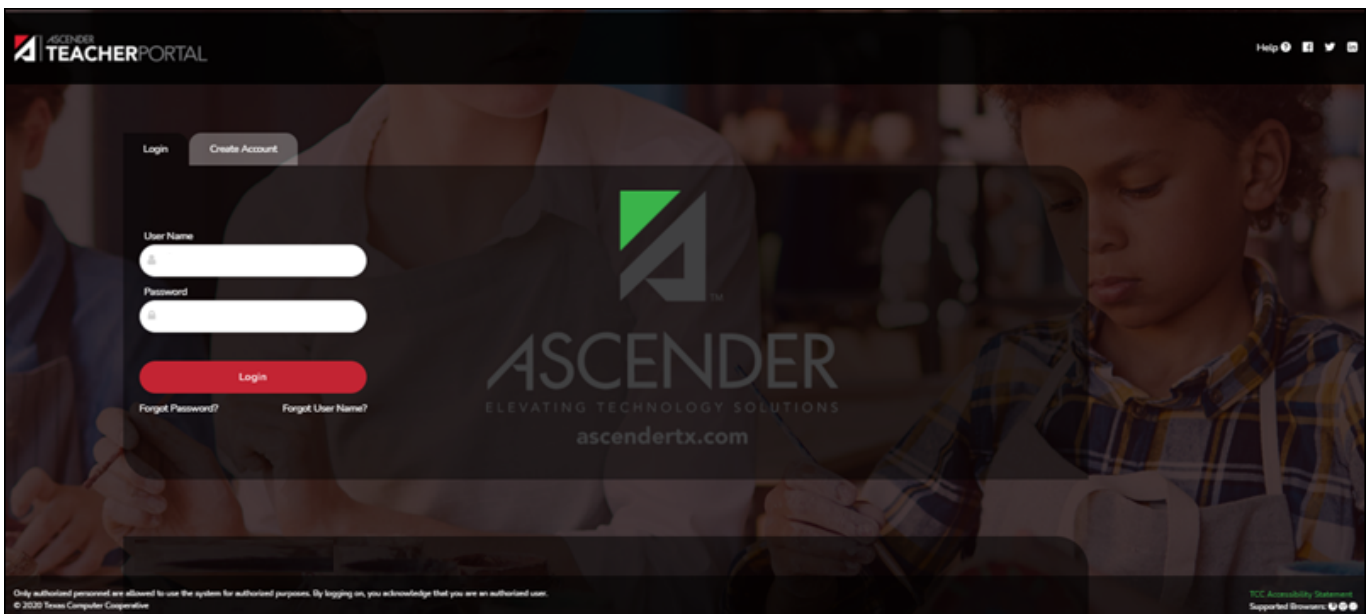 ASCENDER
TEACHERPORTAL
Help
Login
Create Account
User Name
Password
Login
Forgot Password?
Forgot User Name?
TM
ASCENDER
ELEVATING TECHNOLOGY SOLUTIONS
ascendertx.com
Only authorized personnel are allowed to use the system for authorized purposes. By logging on, you acknowledge that you are an authorized user.
© 2020 Texas Computer Cooperative
TCC Accessibility Statement
Supported Browsers: